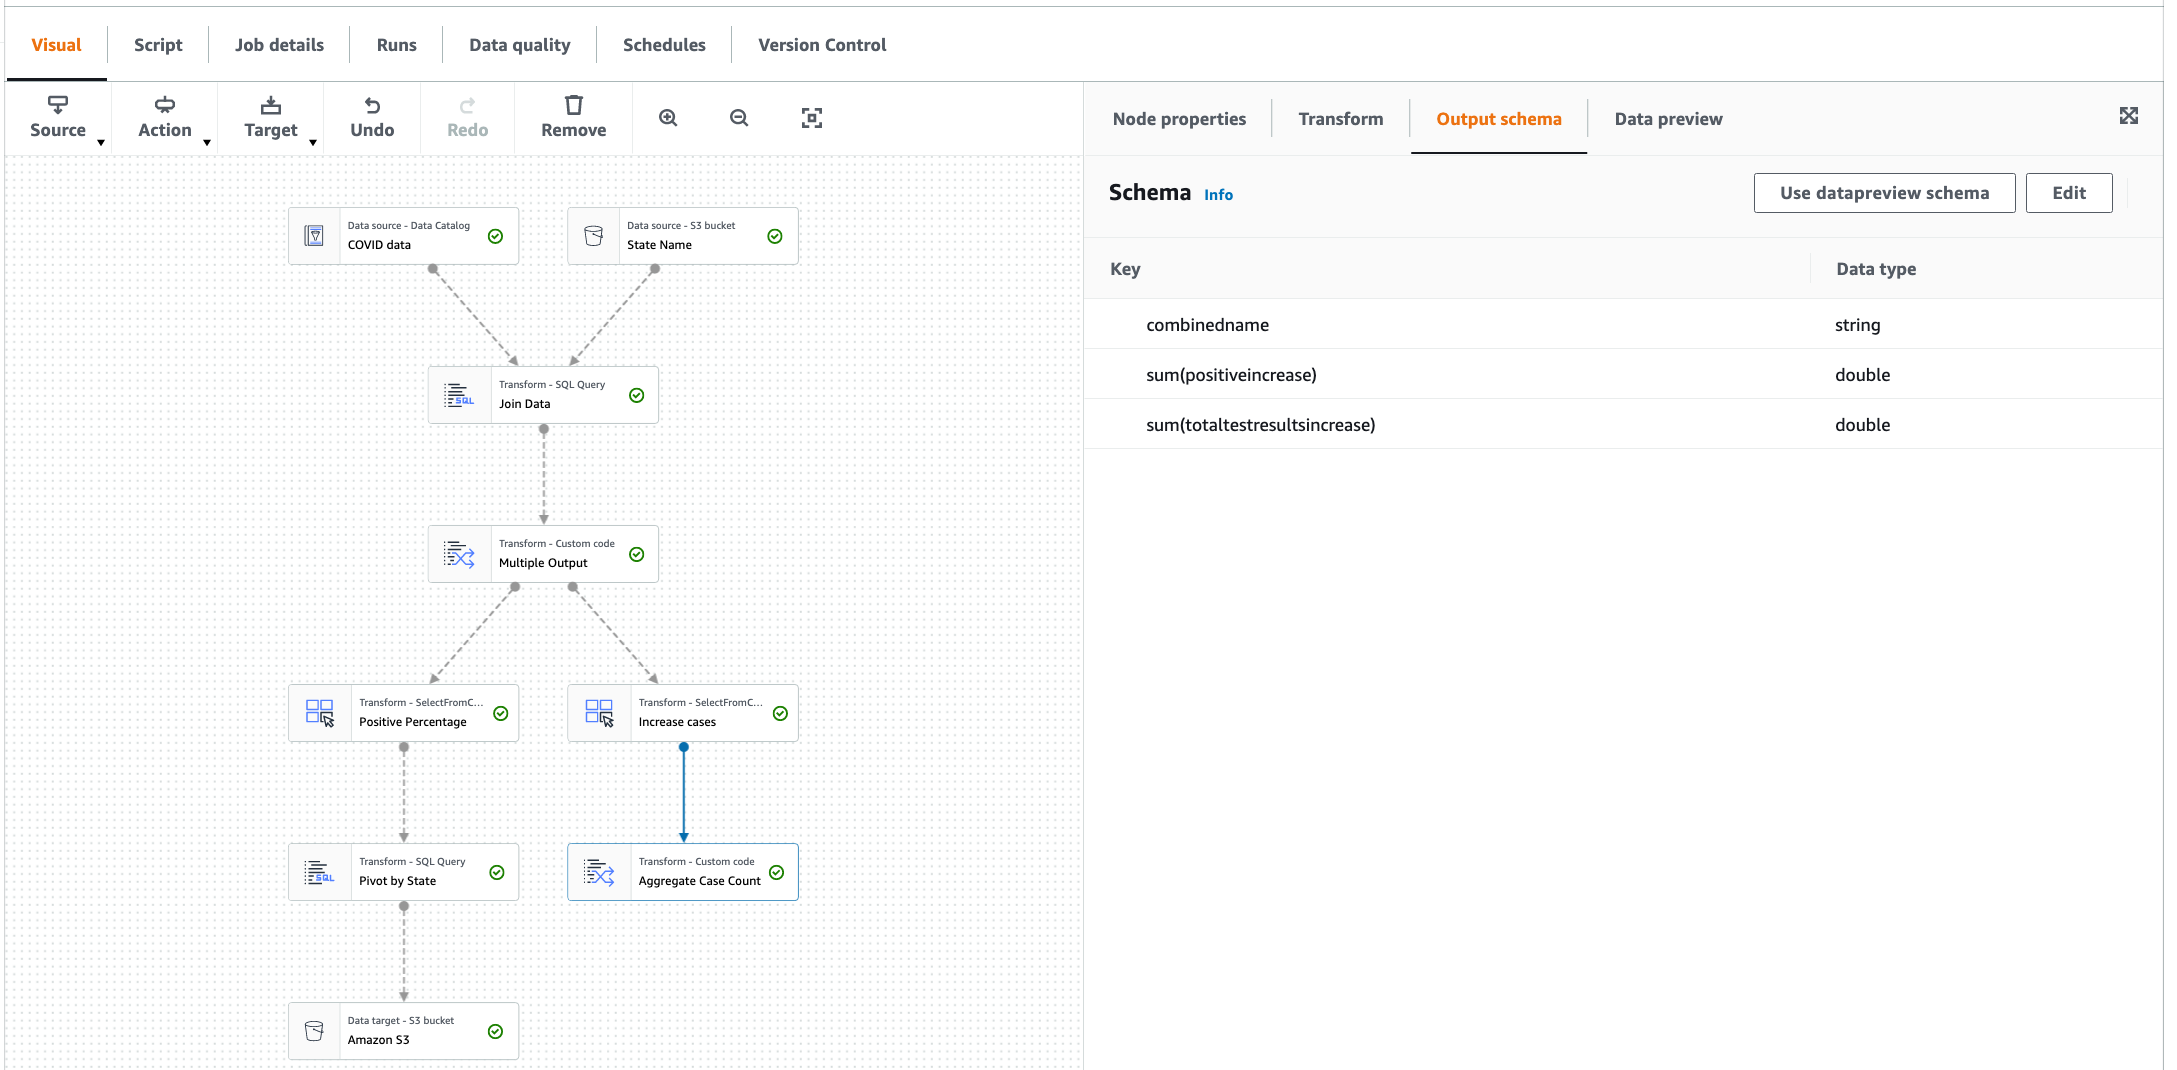 Visual
Script
Job details
Runs
Data quality
Schedules
Version Control
Source
Action
Target
Undo
Redo
Remove
Node properties
Transform
Output schema
Data preview
Schema Info
Use datapreview schema
Edit
Key
Data type
combinedname
string
sum(positiveincrease)
double
sum(totaltestresultsincrease)
double
Data source - Data Catalog
COVID data
Data source - S3 bucket
State Name
Transform - SQL Query
SQL
Join Data
Transform - Custom code
Multiple Output
Transform - SelectFromC...
Positive Percentage
Transform - SelectFromC...
Increase cases
Transform - SQL Query
SQL
Pivot by State
Transform - Custom code
Aggregate Case Count
Data target - S3 bucket
Amazon S3